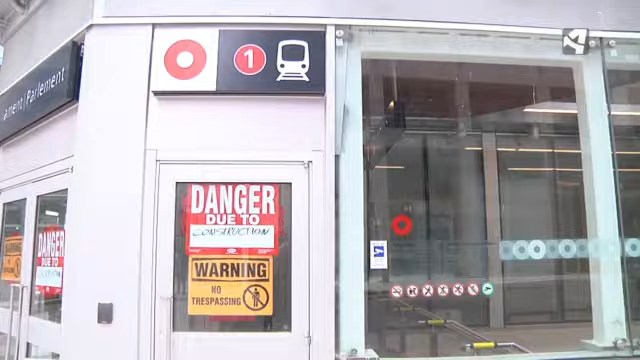 1
ament | Parlement
DANGER
DUE TO
CONSTRUCTION
WARNING
NO
TRESPASSING
DANGER
DUE TO